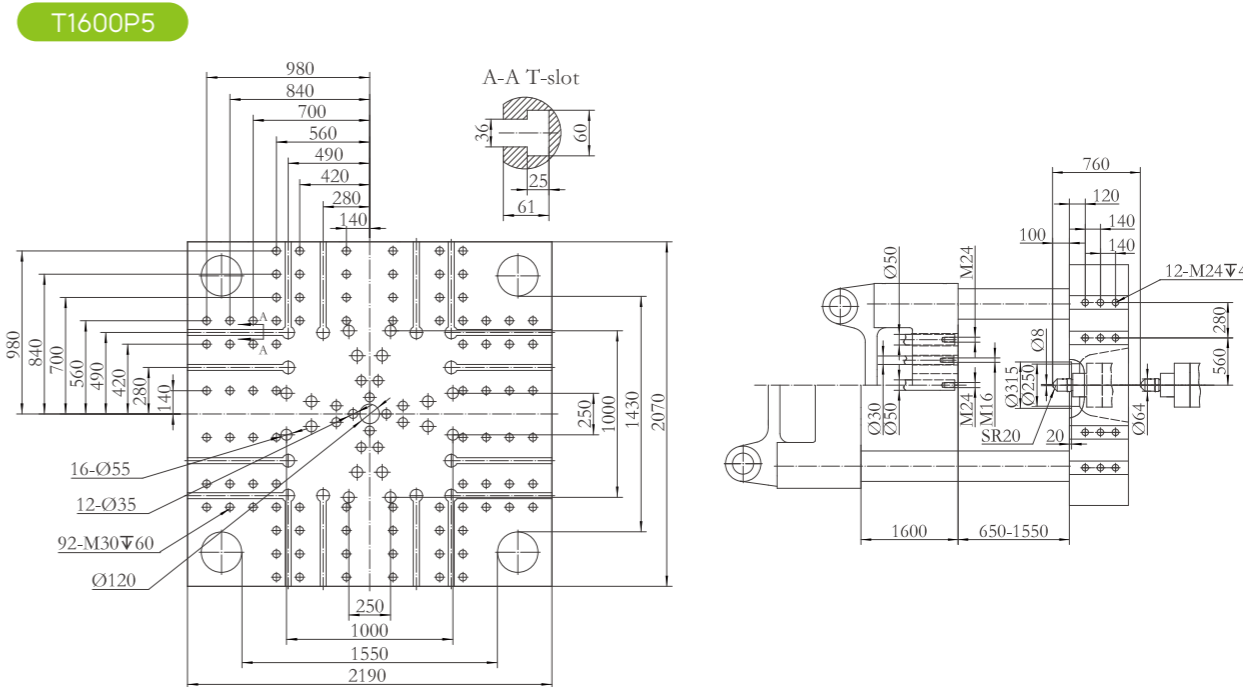 T1600P5
A-A T-slot
36
60
25
61
980
840
700
560
490
420
280
140
980
840
700
560
490
420
280
140
A
A
250
1000
1430
2070
16-Ø55
12-Ø35
92-M30↧60
Ø120
250
1000
1550
2190
760
120
140
140
100
12-M24↧4
Ø50
M24
280
560
Ø8
Ø315
Ø250
Ø30
Ø50
M24
M16
SR20
20
Ø64
1600
650-1550